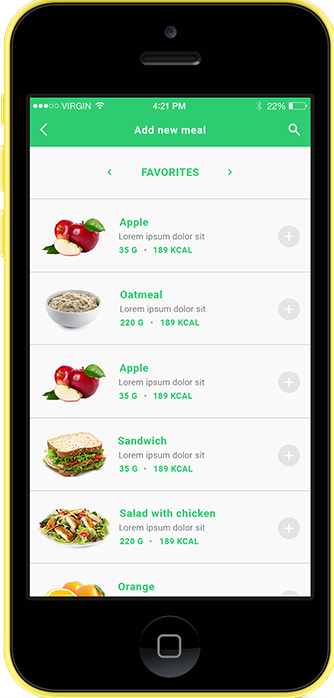 VIRGIN 4:21 PM 22%
Add new meal
FAVORITES
Apple
Lorem ipsum dolor sit
35 G • 189 KCAL
Oatmeal
Lorem ipsum dolor sit
220 G • 189 KCAL
Apple
Lorem ipsum dolor sit
35 G • 189 KCAL
Sandwich
Lorem ipsum dolor sit
35 G • 189 KCAL
Salad with chicken
Lorem ipsum dolor sit
220 G • 189 KCAL
Orange